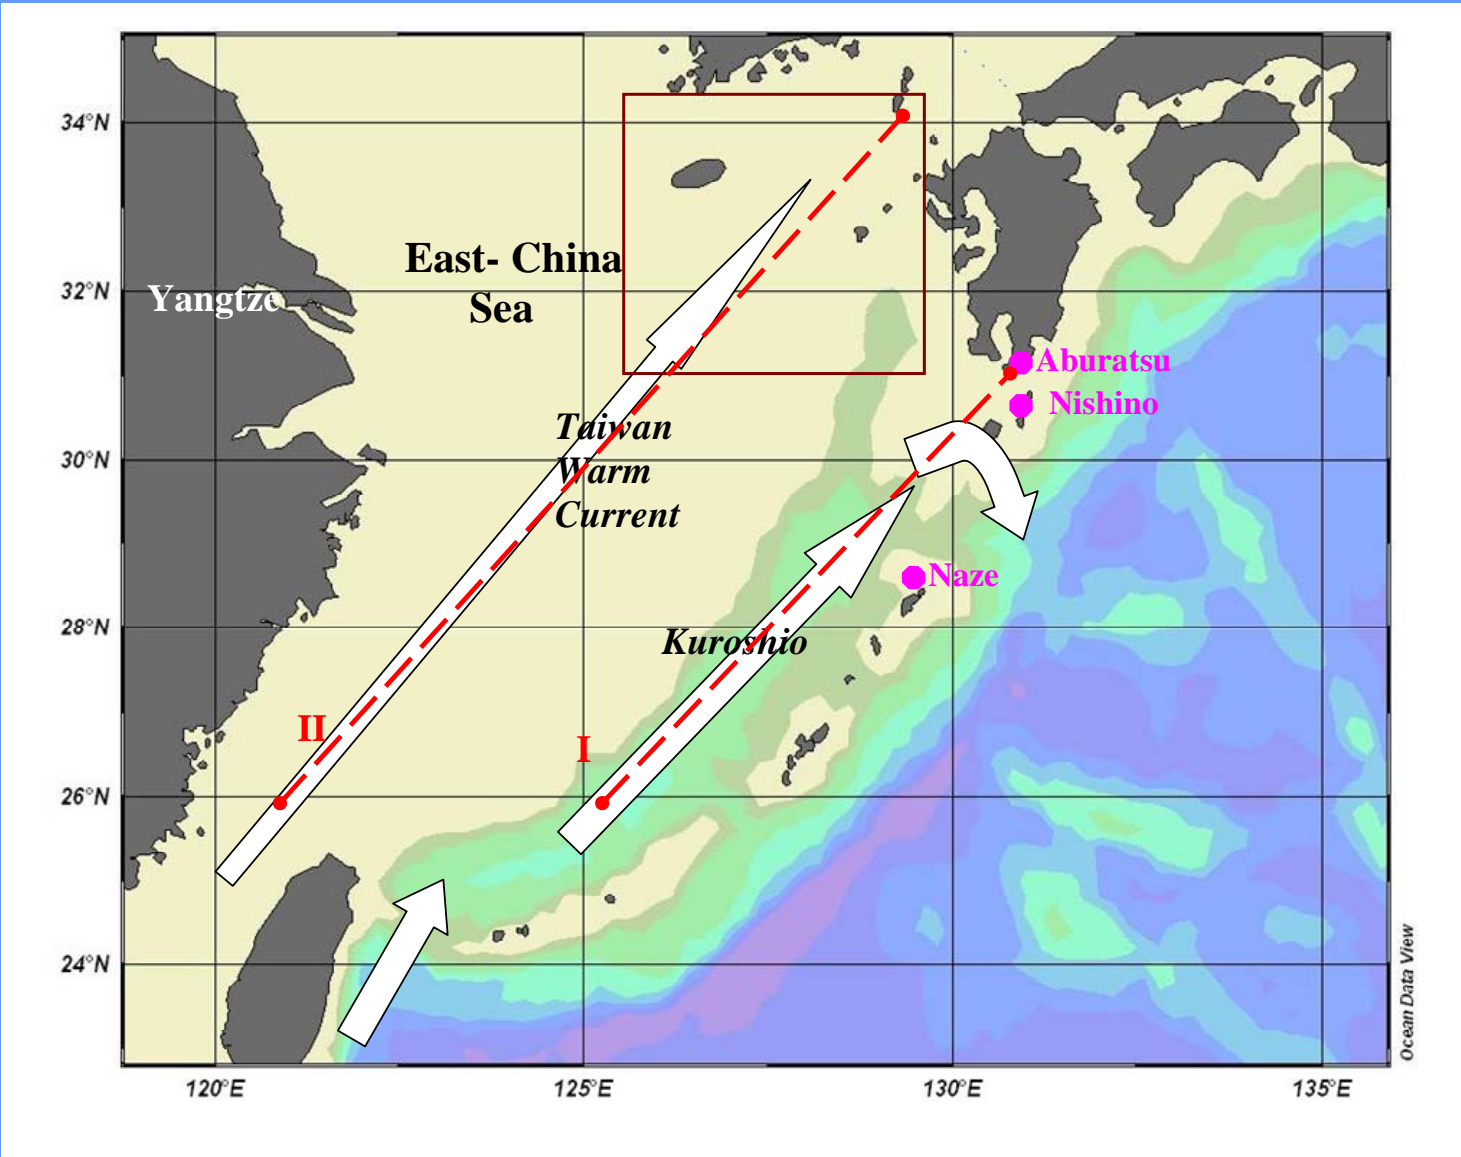 34°N
East- China
Sea
32°N
Yangtze
Aburatsu
Nishino
Taiwan
Warm
Current
30°N
Naze
28°N
Kuroshio
II
I
26°N
24°N
Ocean Data View
120°E
125°E
130°E
135°E